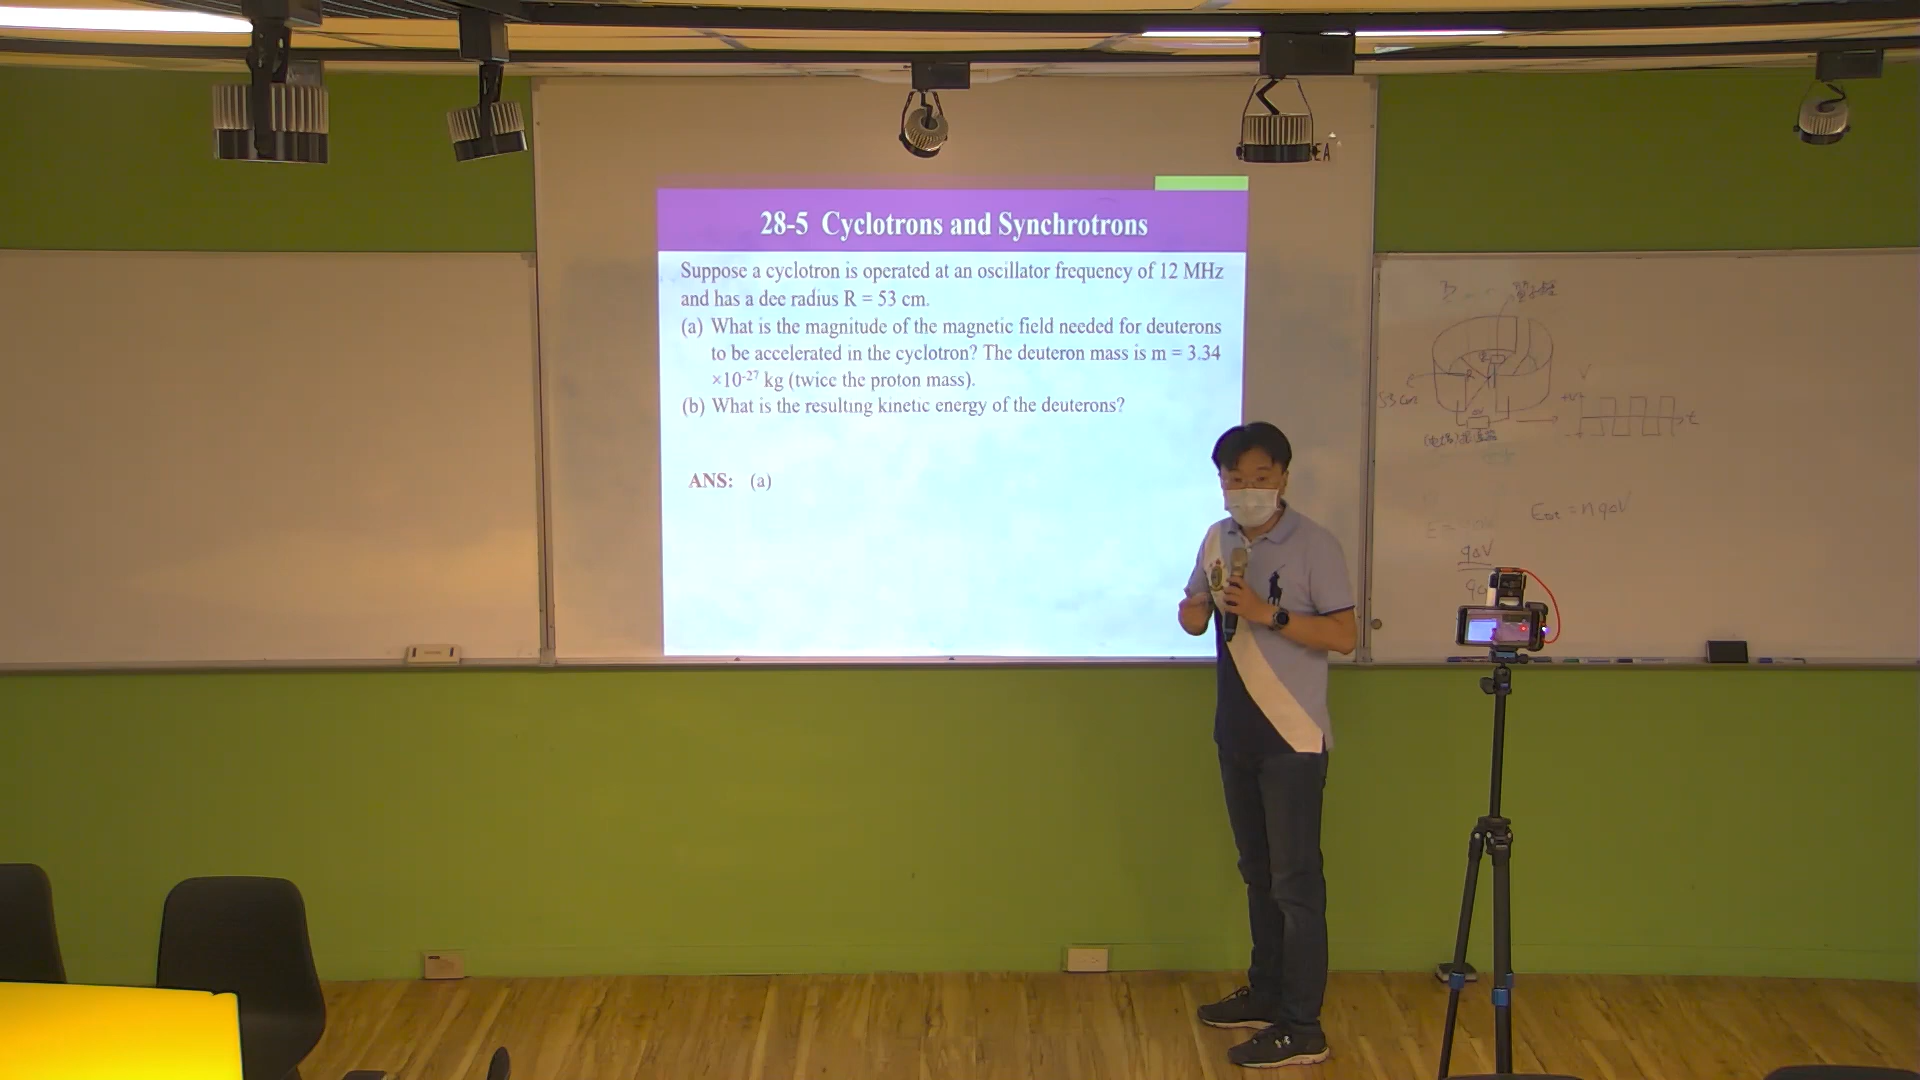 28-5 Cyclotrons and Synchrotrons
Suppose a cyclotron is operated at an oscillator frequency of 12 MHz
and has a dee radius R = 53 cm.
(a) What is the magnitude of the magnetic field needed for deuterons
to be accelerated in the cyclotron? The deuteron mass is m = 3.34
×10⁻²⁷ kg (twice the proton mass).
(b) What is the resulting kinetic energy of the deuterons?
ANS: (a)
EA
V
53 cm
t
qΔV